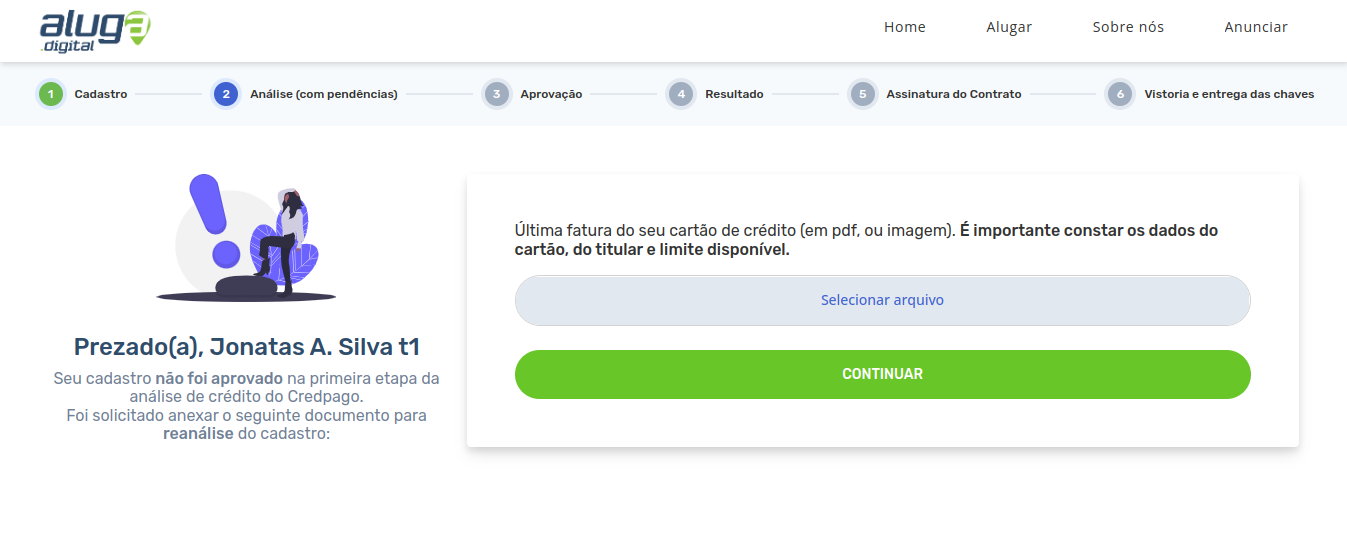 aluga
.digital
Home
Alugar
Sobre nós
Anunciar
1 Cadastro
2 Análise (com pendências)
3 Aprovação
4 Resultado
5 Assinatura do Contrato
6 Vistoria e entrega das chaves
Prezado(a), Jonatas A. Silva t1
Seu cadastro não foi aprovado na primeira etapa da
análise de crédito do Credpago.
Foi solicitado anexar o seguinte documento para
reanálise do cadastro:
Última fatura do seu cartão de crédito (em pdf, ou imagem). É importante constar os dados do
cartão, do titular e limite disponível.
Selecionar arquivo
CONTINUAR